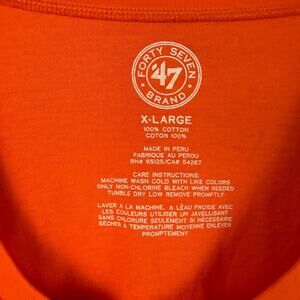 FORTY SEVEN
'47
BRAND
X-LARGE
100% COTTON
COTON 100%
MADE IN PERU
FABRIQUE AU PEROU
RN# 65125/CA# 54267
CARE INSTRUCTIONS:
MACHINE WASH COLD WITH LIKE COLORS
ONLY NON-CHLORINE BLEACH WHEN NEEDED
TUMBLE DRY LOW REMOVE PROMPTLY
LAVER À LA MACHINE. A LEAU FROIDE AVEC
LES COULEURS UTILISER UN JAVELLISANT
SANS CHLORURE SEULEMENT SI NÉCESSAIRE
SÈCHER À TEMPÉRATURE MOYENNE ENLEVER
PROMPTEMENT